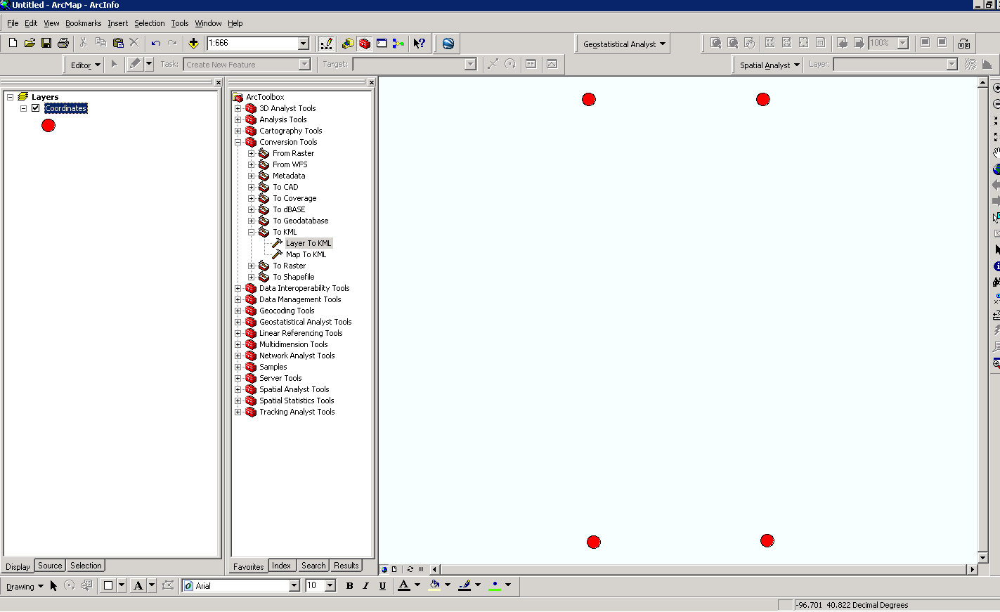 Untitled - ArcMap - ArcInfo
File Edit View Bookmarks Insert Selection Tools Window Help
1:666
Geostatistical Analyst
100%
Editor
Task: Create New Feature
Target:
Spatial Analyst
Layer:
Layers
Coordinates
ArcToolbox
3D Analyst Tools
Analysis Tools
Cartography Tools
Conversion Tools
From Raster
From WFS
Metadata
To CAD
To Coverage
To dBASE
To Geodatabase
To KML
Layer To KML
Map To KML
To Raster
To Shapefile
Data Interoperability Tools
Data Management Tools
Geocoding Tools
Geostatistical Analyst Tools
Linear Referencing Tools
Multidimension Tools
Network Analyst Tools
Samples
Server Tools
Spatial Analyst Tools
Spatial Statistics Tools
Tracking Analyst Tools
Display Source Selection
Favorites Index Search Results
Drawing A Arial 10 B I U A
-96.701 40.822 Decimal Degrees